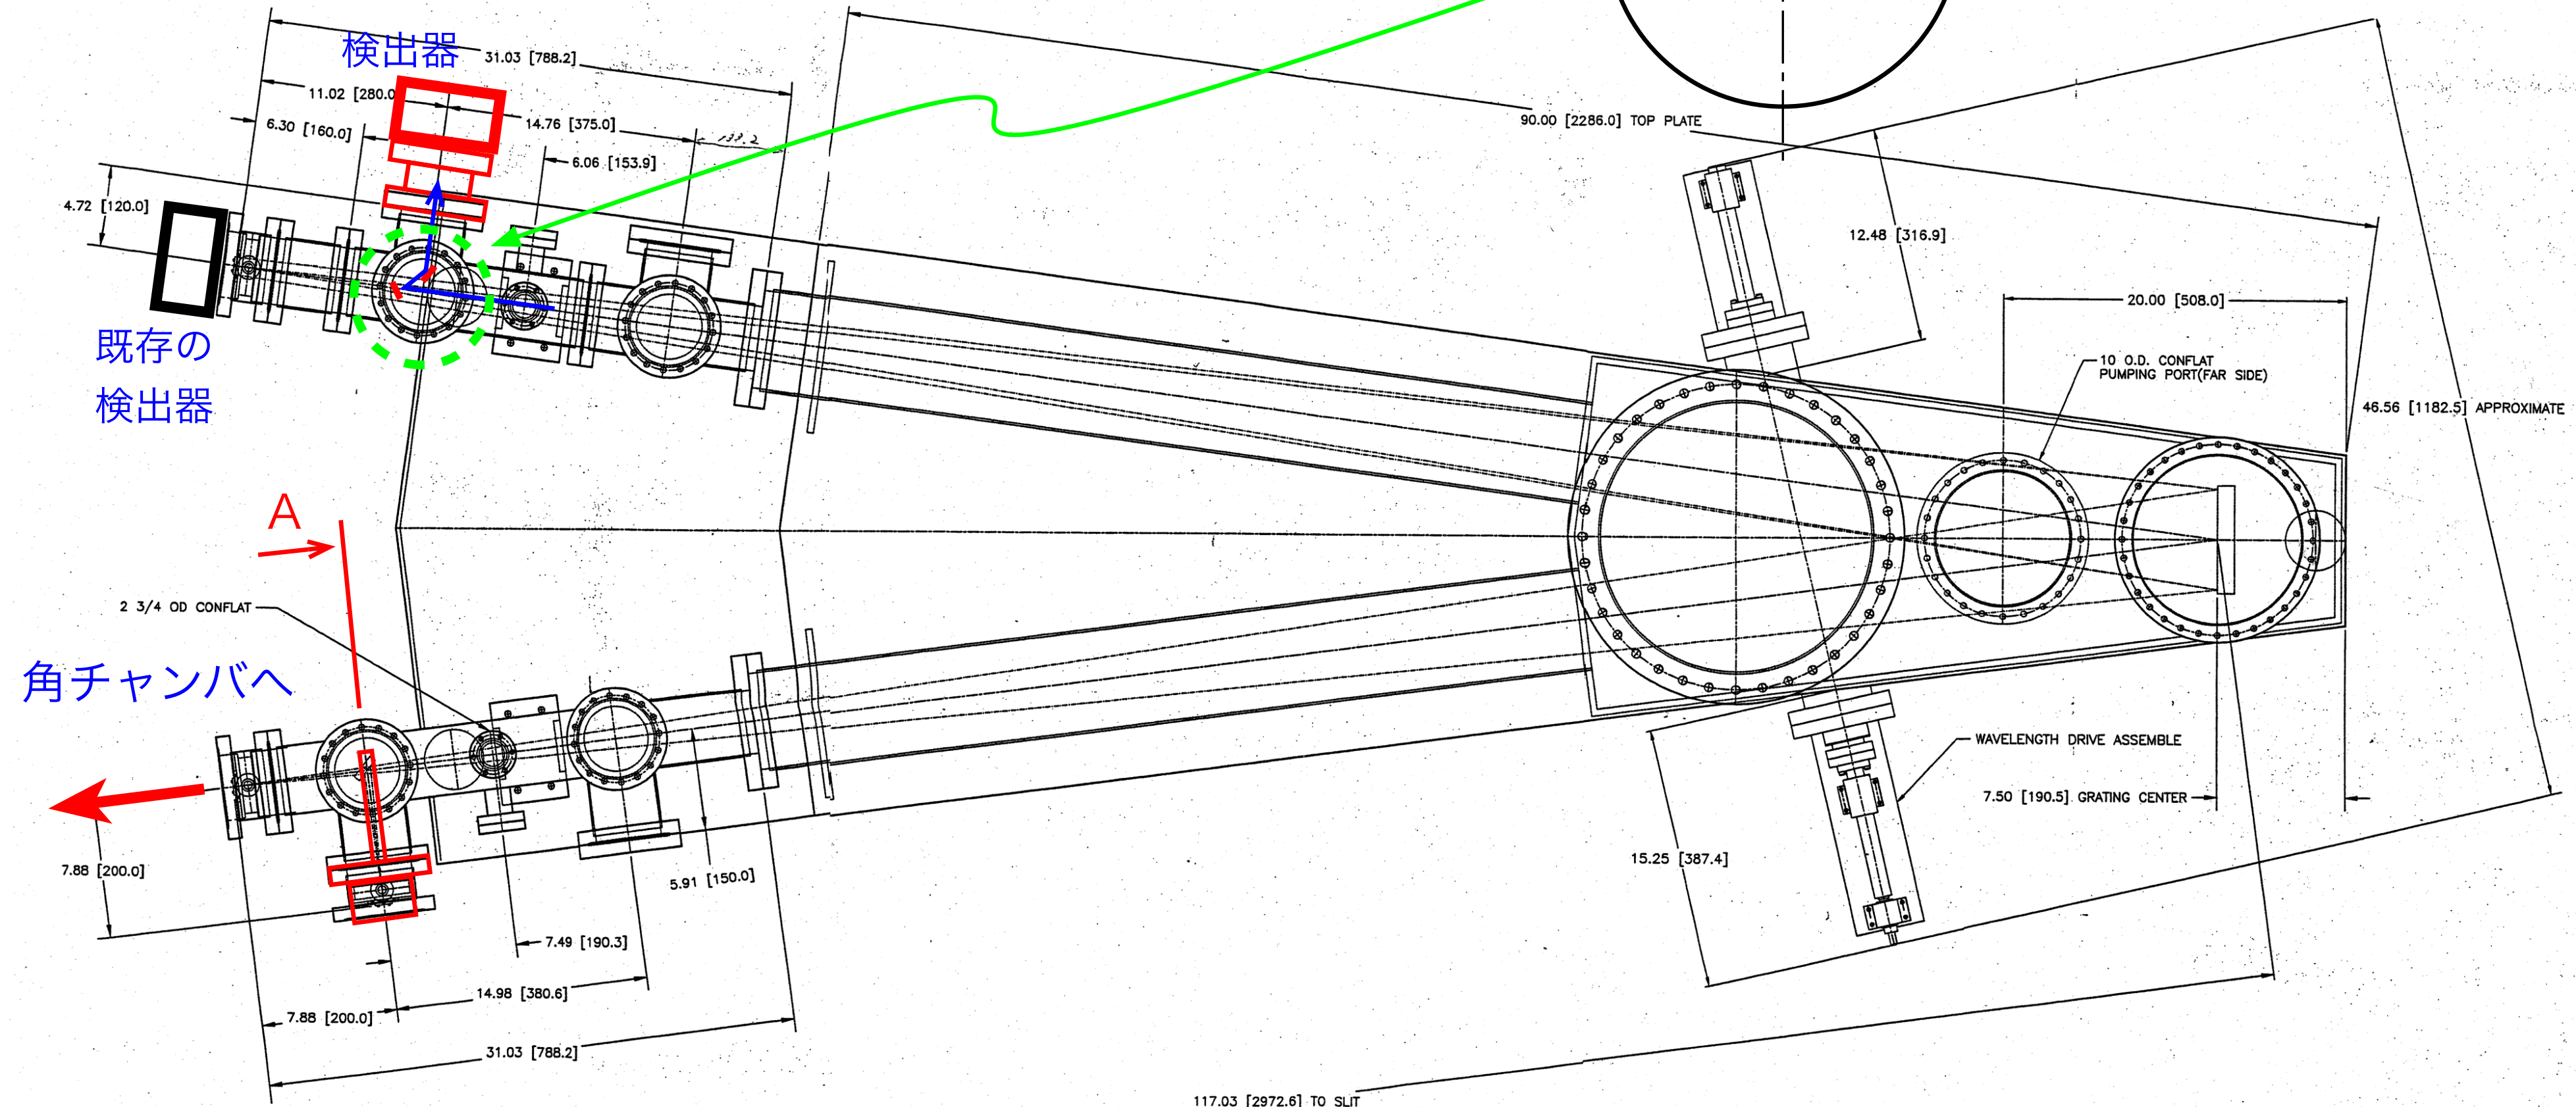 検出器
31.03 [788.2]
11.02 [280.0
14.76 [375.0]
133.2
6.30 [160.0]
6.06 [153.9]
4.72 [120.0]
90.00 [2286.0] TOP PLATE
12.48 [316.9]
20.00 [508.0]
10 O.D. CONFLAT
PUMPING PORT(FAR SIDE)
46.56 [1182.5] APPROXIMATE
既存の
検出器
A
2 3/4 OD CONFLAT
角チャンバへ
WAVELENGTH DRIVE ASSEMBLE
7.50 [190.5] GRATING CENTER
15.25 [387.4]
7.88 [200.0]
5.91 [150.0]
7.49 [190.3]
14.98 [380.6]
7.88 [200.0]
31.03 [788.2]
117.03 [2972.6] TO SLIT